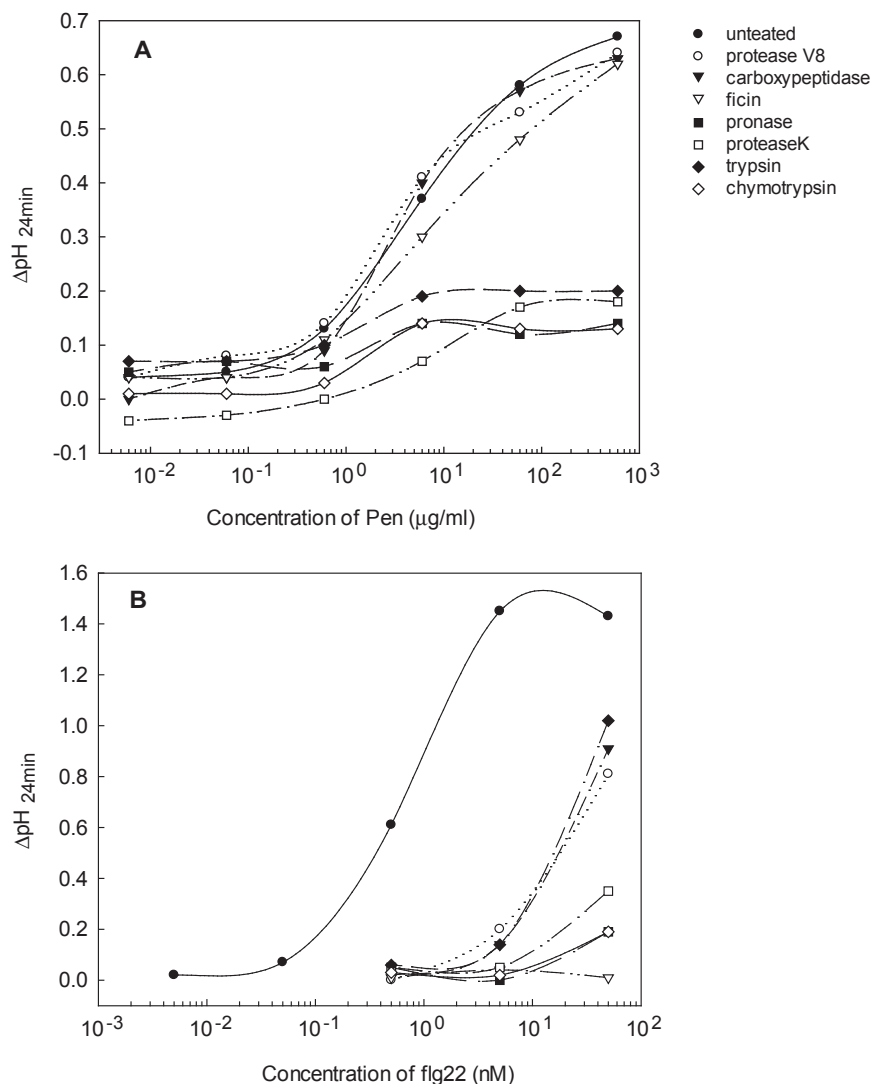 A
0.7
0.6
0.5
0.4
0.3
0.2
0.1
0.0
-0.1
ΔpH 24min
10-2 10-1 100 101 102 103
Concentration of Pen (μg/ml)
unteated
protease V8
carboxypeptidase
ficin
pronase
proteaseK
trypsin
chymotrypsin
B
1.6
1.4
1.2
1.0
0.8
0.6
0.4
0.2
0.0
ΔpH 24min
10-3 10-2 10-1 100 101 102
Concentration of flg22 (nM)